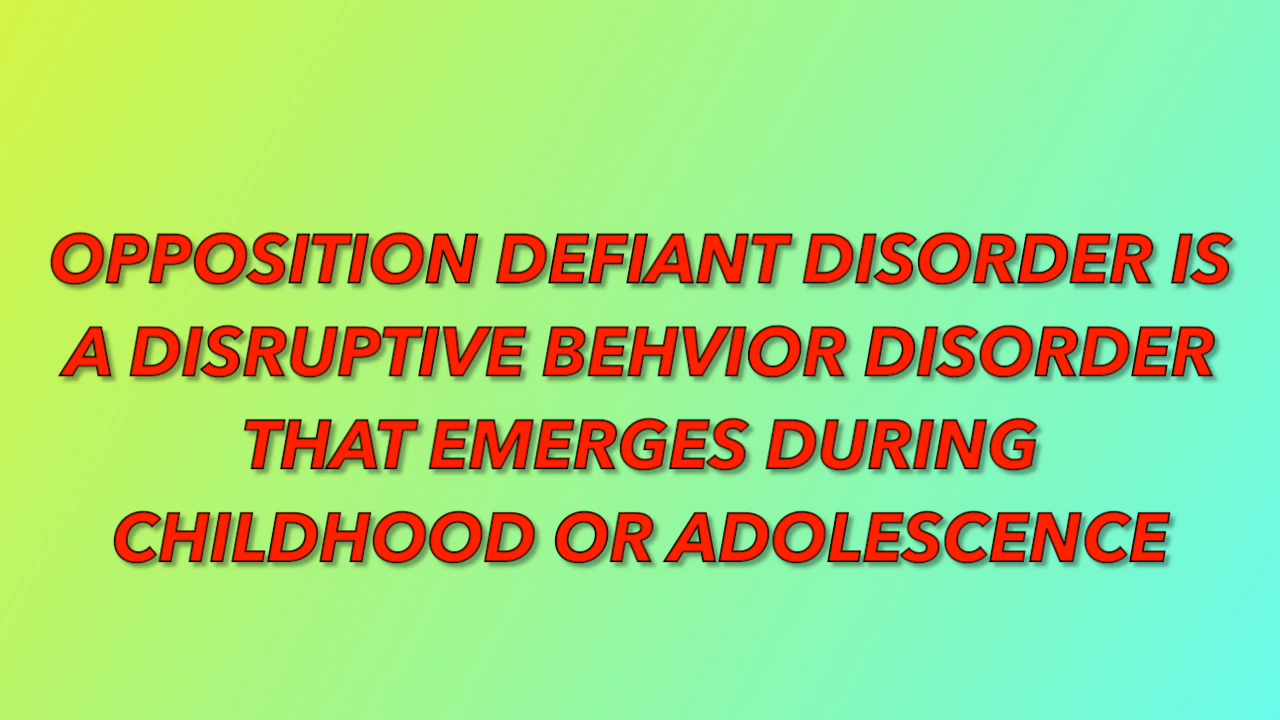 OPPOSITION DEFIANT DISORDER IS
A DISRUPTIVE BEHVIOR DISORDER
THAT EMERGES DURING
CHILDHOOD OR ADOLESCENCE